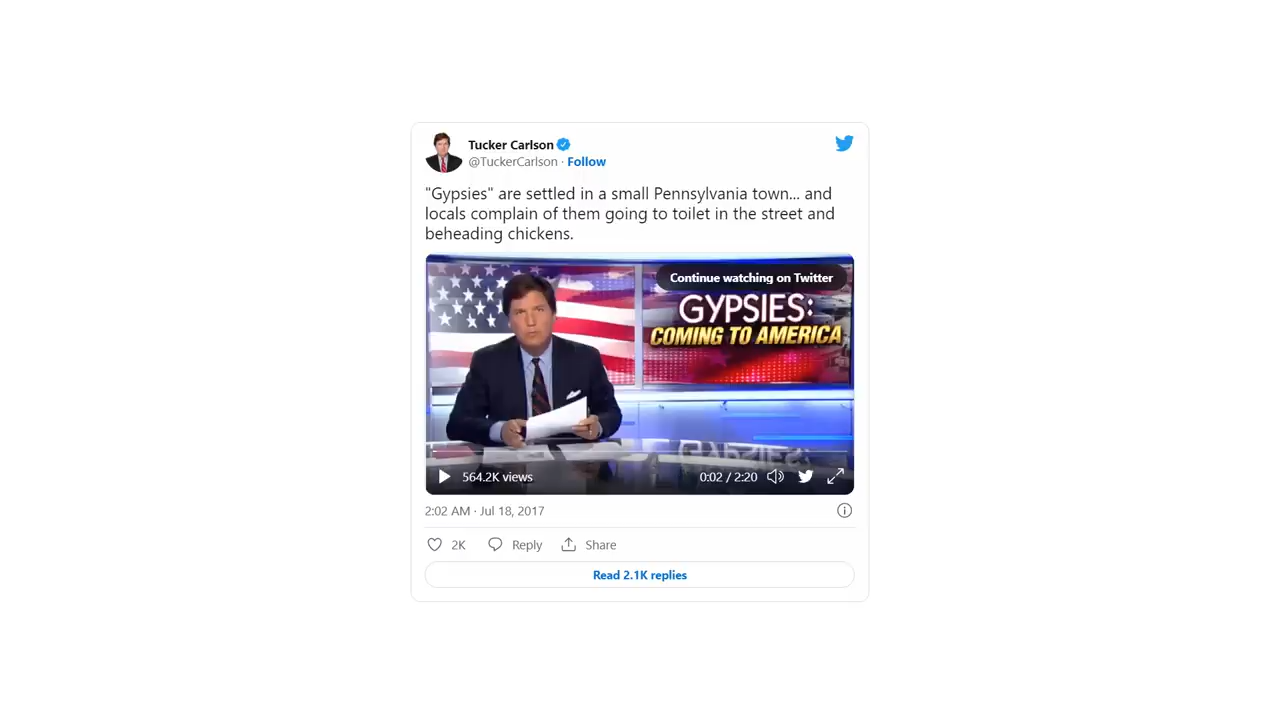 Tucker Carlson
@TuckerCarlson · Follow
"Gypsies" are settled in a small Pennsylvania town... and
locals complain of them going to toilet in the street and
beheading chickens.
Continue watching on Twitter
GYPSIES:
COMING TO AMERICA
564.2K views
0:02 / 2:20
2:02 AM · Jul 18, 2017
2K Reply Share
Read 2.1K replies